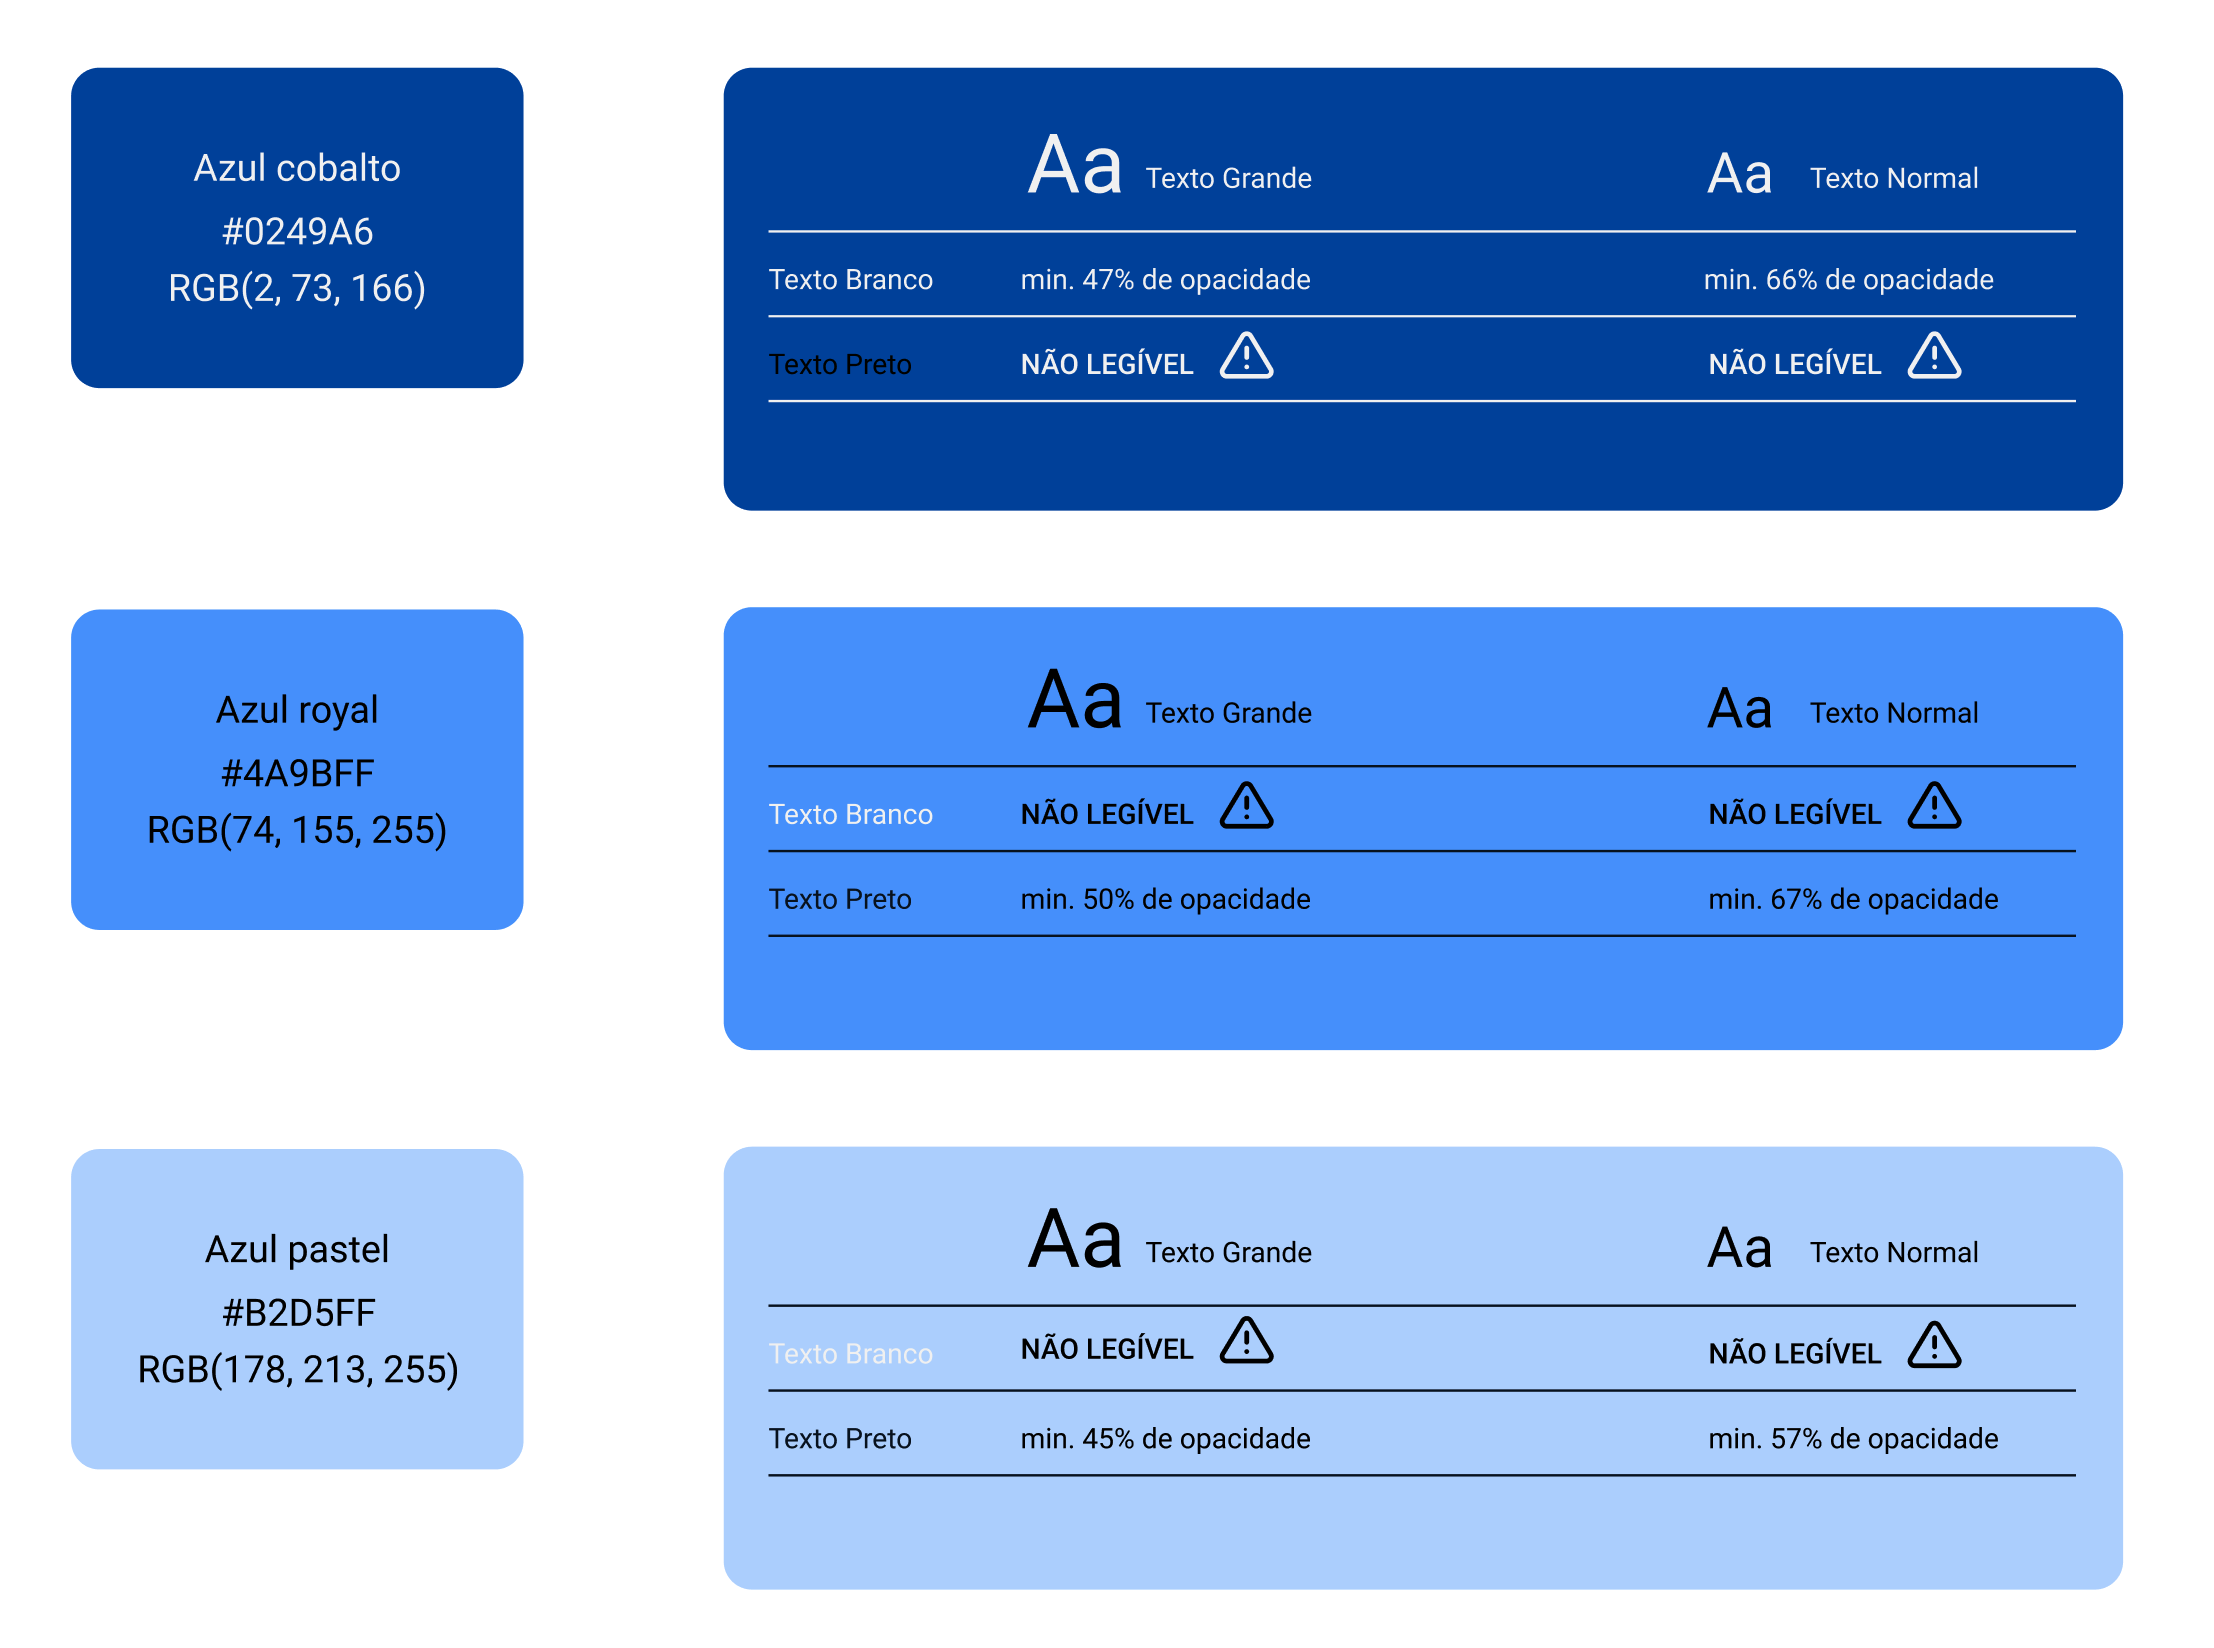 Azul cobalto
#0249A6
RGB(2, 73, 166)
Aa Texto Grande Aa Texto Normal
Texto Branco min. 47% de opacidade min. 66% de opacidade
Texto Preto NÃO LEGÍVEL NÃO LEGÍVEL
Azul royal
#4A9BFF
RGB(74, 155, 255)
Aa Texto Grande Aa Texto Normal
Texto Branco NÃO LEGÍVEL NÃO LEGÍVEL
Texto Preto min. 50% de opacidade min. 67% de opacidade
Azul pastel
#B2D5FF
RGB(178, 213, 255)
Aa Texto Grande Aa Texto Normal
Texto Branco NÃO LEGÍVEL NÃO LEGÍVEL
Texto Preto min. 45% de opacidade min. 57% de opacidade